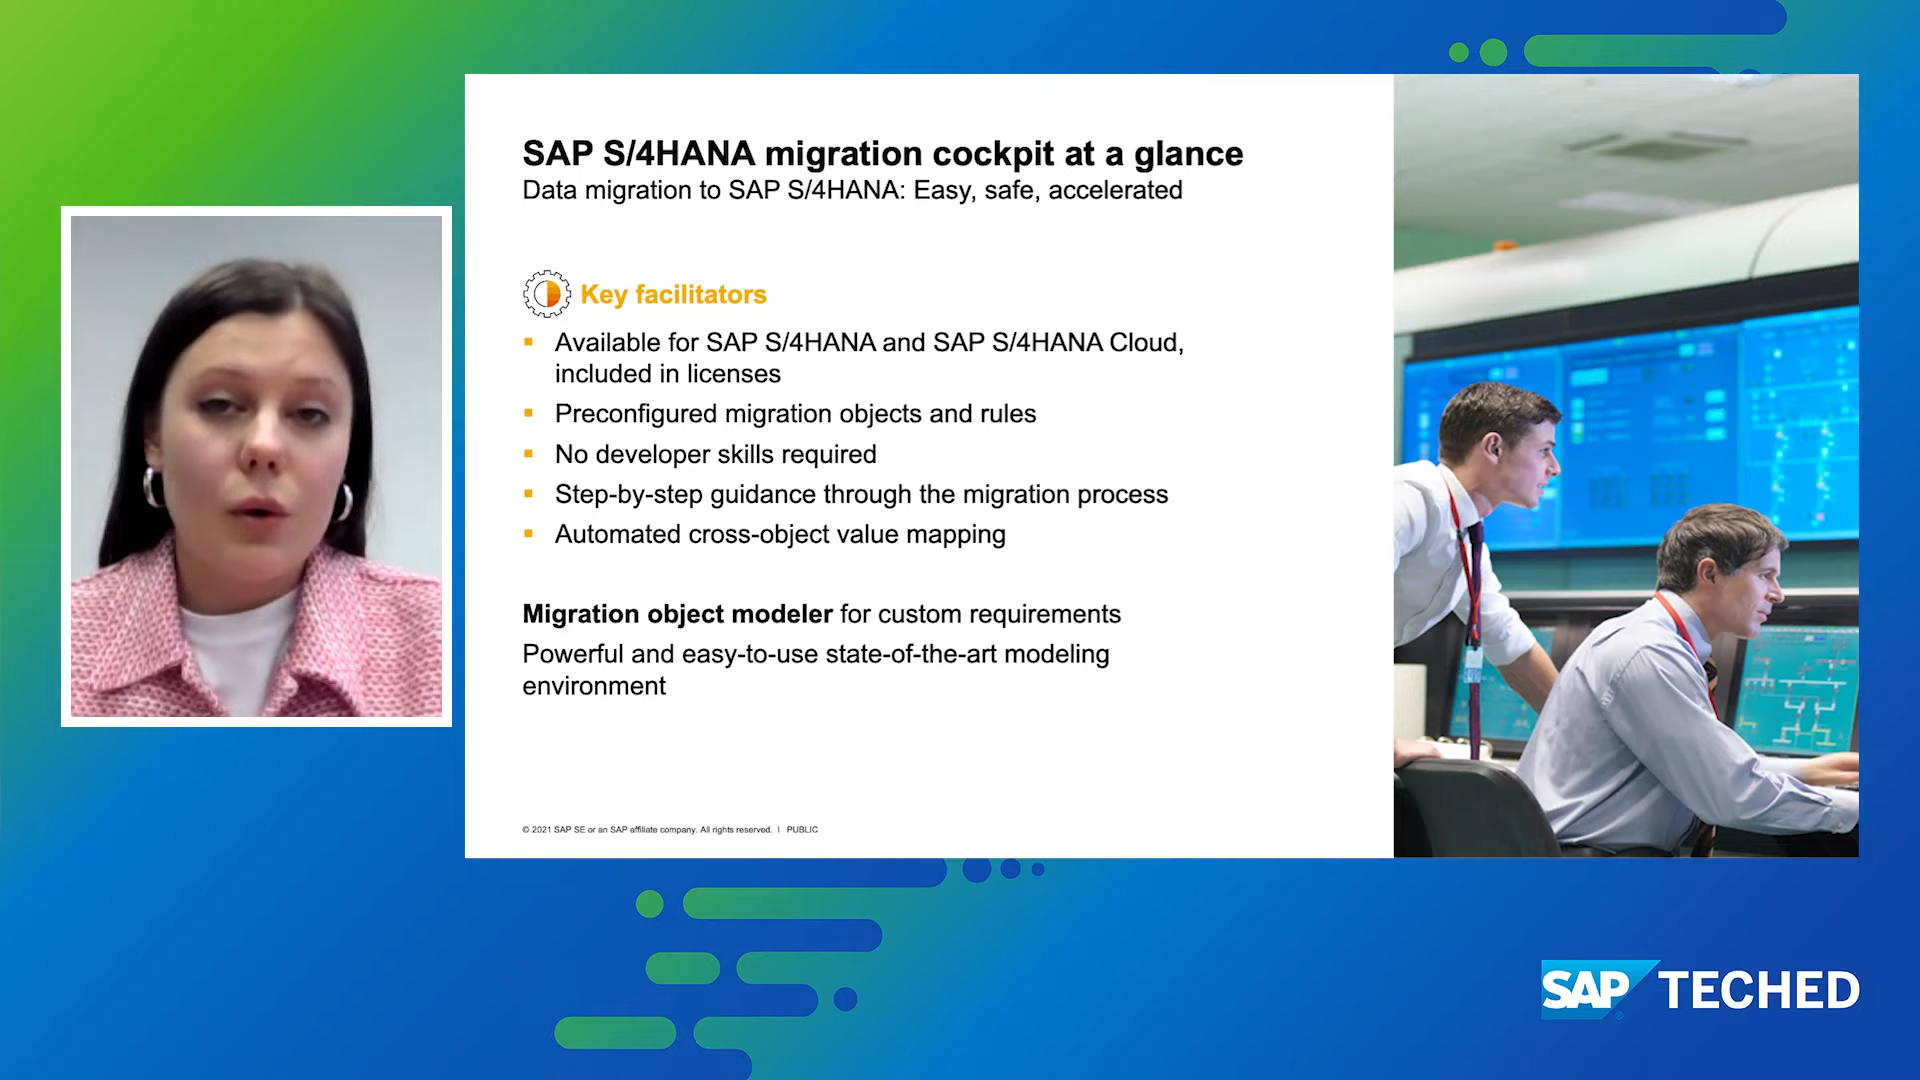 SAP S/4HANA migration cockpit at a glance
Data migration to SAP S/4HANA: Easy, safe, accelerated
Key facilitators
▪ Available for SAP S/4HANA and SAP S/4HANA Cloud,
included in licenses
▪ Preconfigured migration objects and rules
▪ No developer skills required
▪ Step-by-step guidance through the migration process
▪ Automated cross-object value mapping
Migration object modeler for custom requirements
Powerful and easy-to-use state-of-the-art modeling
environment
© 2021 SAP SE or an SAP affiliate company. All rights reserved. | PUBLIC
SAP® TECHED